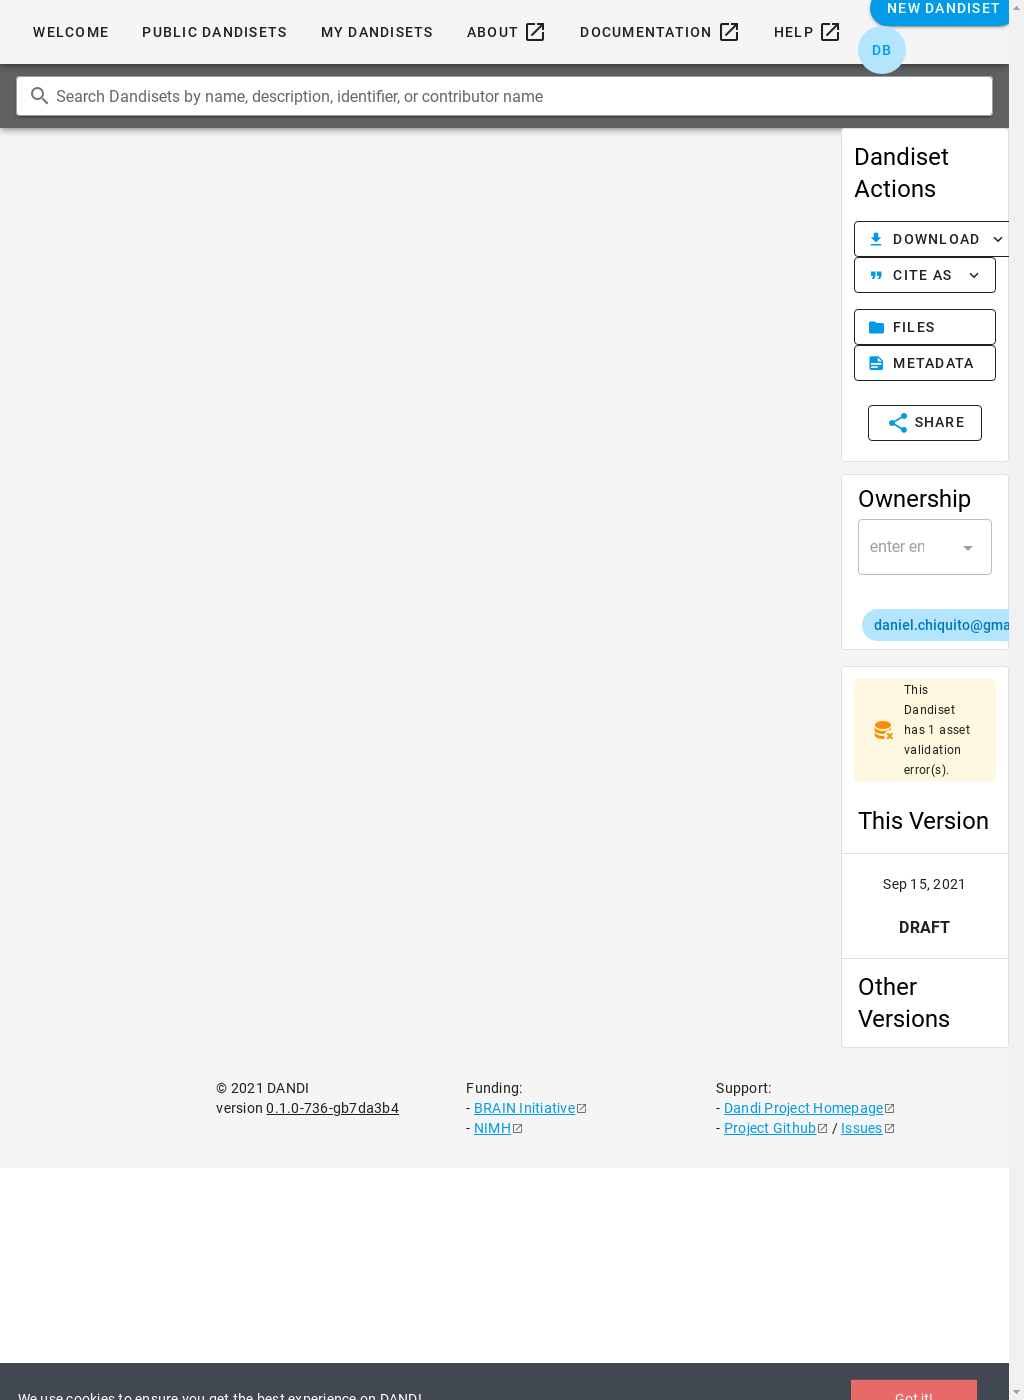 WELCOME PUBLIC DANDISETS MY DANDISETS ABOUT DOCUMENTATION HELP NEW DANDISET
DB
Search Dandisets by name, description, identifier, or contributor name
Dandiset
Actions
DOWNLOAD
CITE AS
FILES
METADATA
SHARE
Ownership
enter en
daniel.chiquito@gma
This
Dandiset
has 1 asset
validation
error(s).
This Version
Sep 15, 2021
DRAFT
Other
Versions
© 2021 DANDI
version 0.1.0-736-gb7da3b4
Funding:
- BRAIN Initiative
- NIMH
Support:
- Dandi Project Homepage
- Project Github / Issues
We use cookies to ensure you get the best experience on DANDI.
Got it!